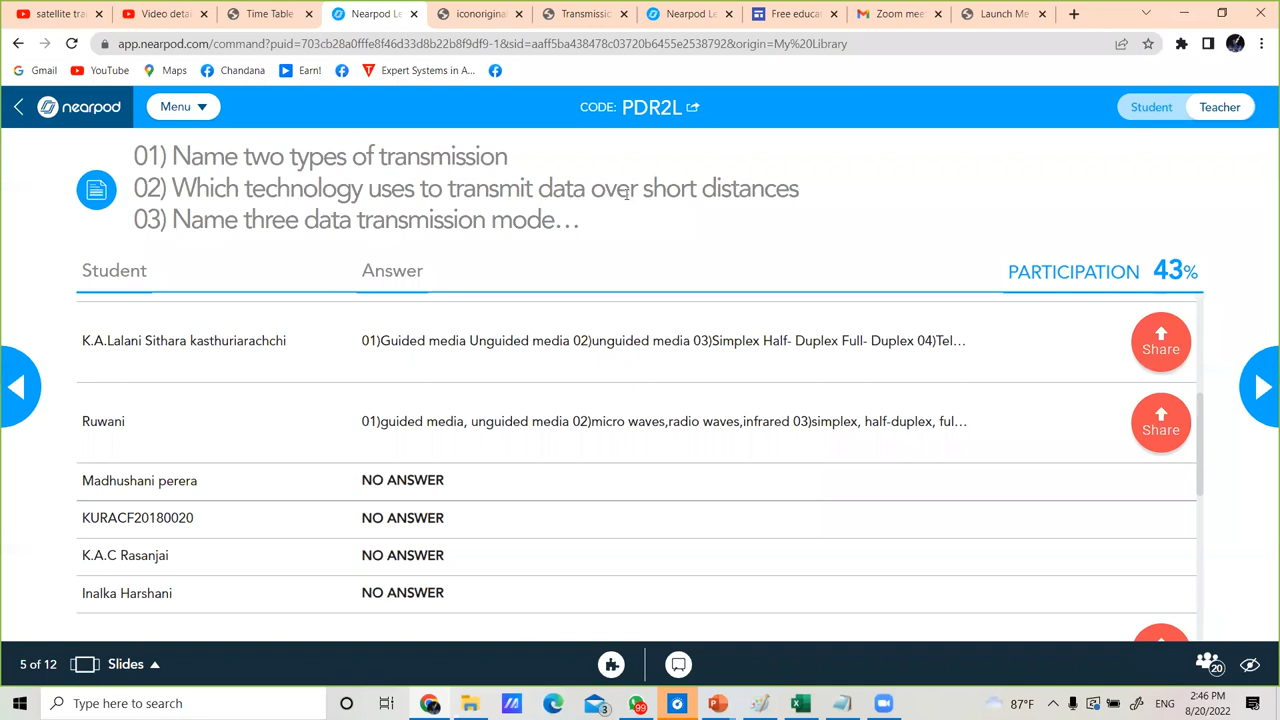 satellite tra
Video detai
Time Table
Nearpod Le
iconoriginal
Transmissic
Nearpod Le
Free educa
Zoom mee
Launch Me
app.nearpod.com/command?puid=703cb28a0fffe8f46d33d8b22b8f9df0-18sid=a8ff5ba438478c03720b6455e2538792&origin=My%20Library
Gmail
YouTube
Maps
Chandana
Earn!
Expert Systems in A...
nearpod
Menu
CODE: PDR2L
Student
Teacher
01) Name two types of transmission
02) Which technology uses to transmit data over short distances
03) Name three data transmission mode…
Student
Answer
PARTICIPATION 43%
K.A.Lalani Sithara kasthuriarachchi
01)Guided media Unguided media 02)unguided media 03)Simplex Half- Duplex Full- Duplex 04)Tel…
Share
Ruwani
01)guided media, unguided media 02)micro waves,radio waves,infrared 03)simplex, half-duplex, ful…
Share
Madhushani perera
NO ANSWER
KURACF20180020
NO ANSWER
K.A.C Rasanjai
NO ANSWER
Inalka Harshani
NO ANSWER
5 of 12
Slides
20
Type here to search
3
99
87°F
2:46 PM
8/20/2022